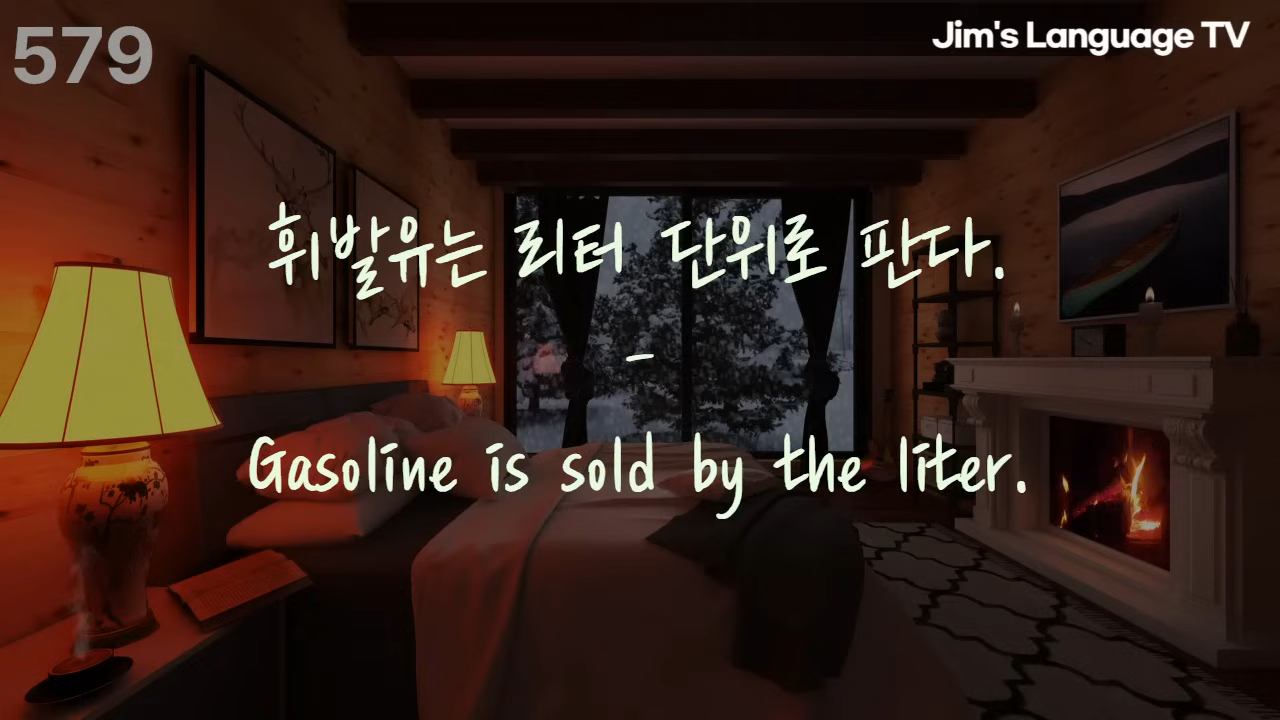 579
Jim's Language TV
휘발유는 리터 단위로 판다.
-
Gasoline is sold by the liter.